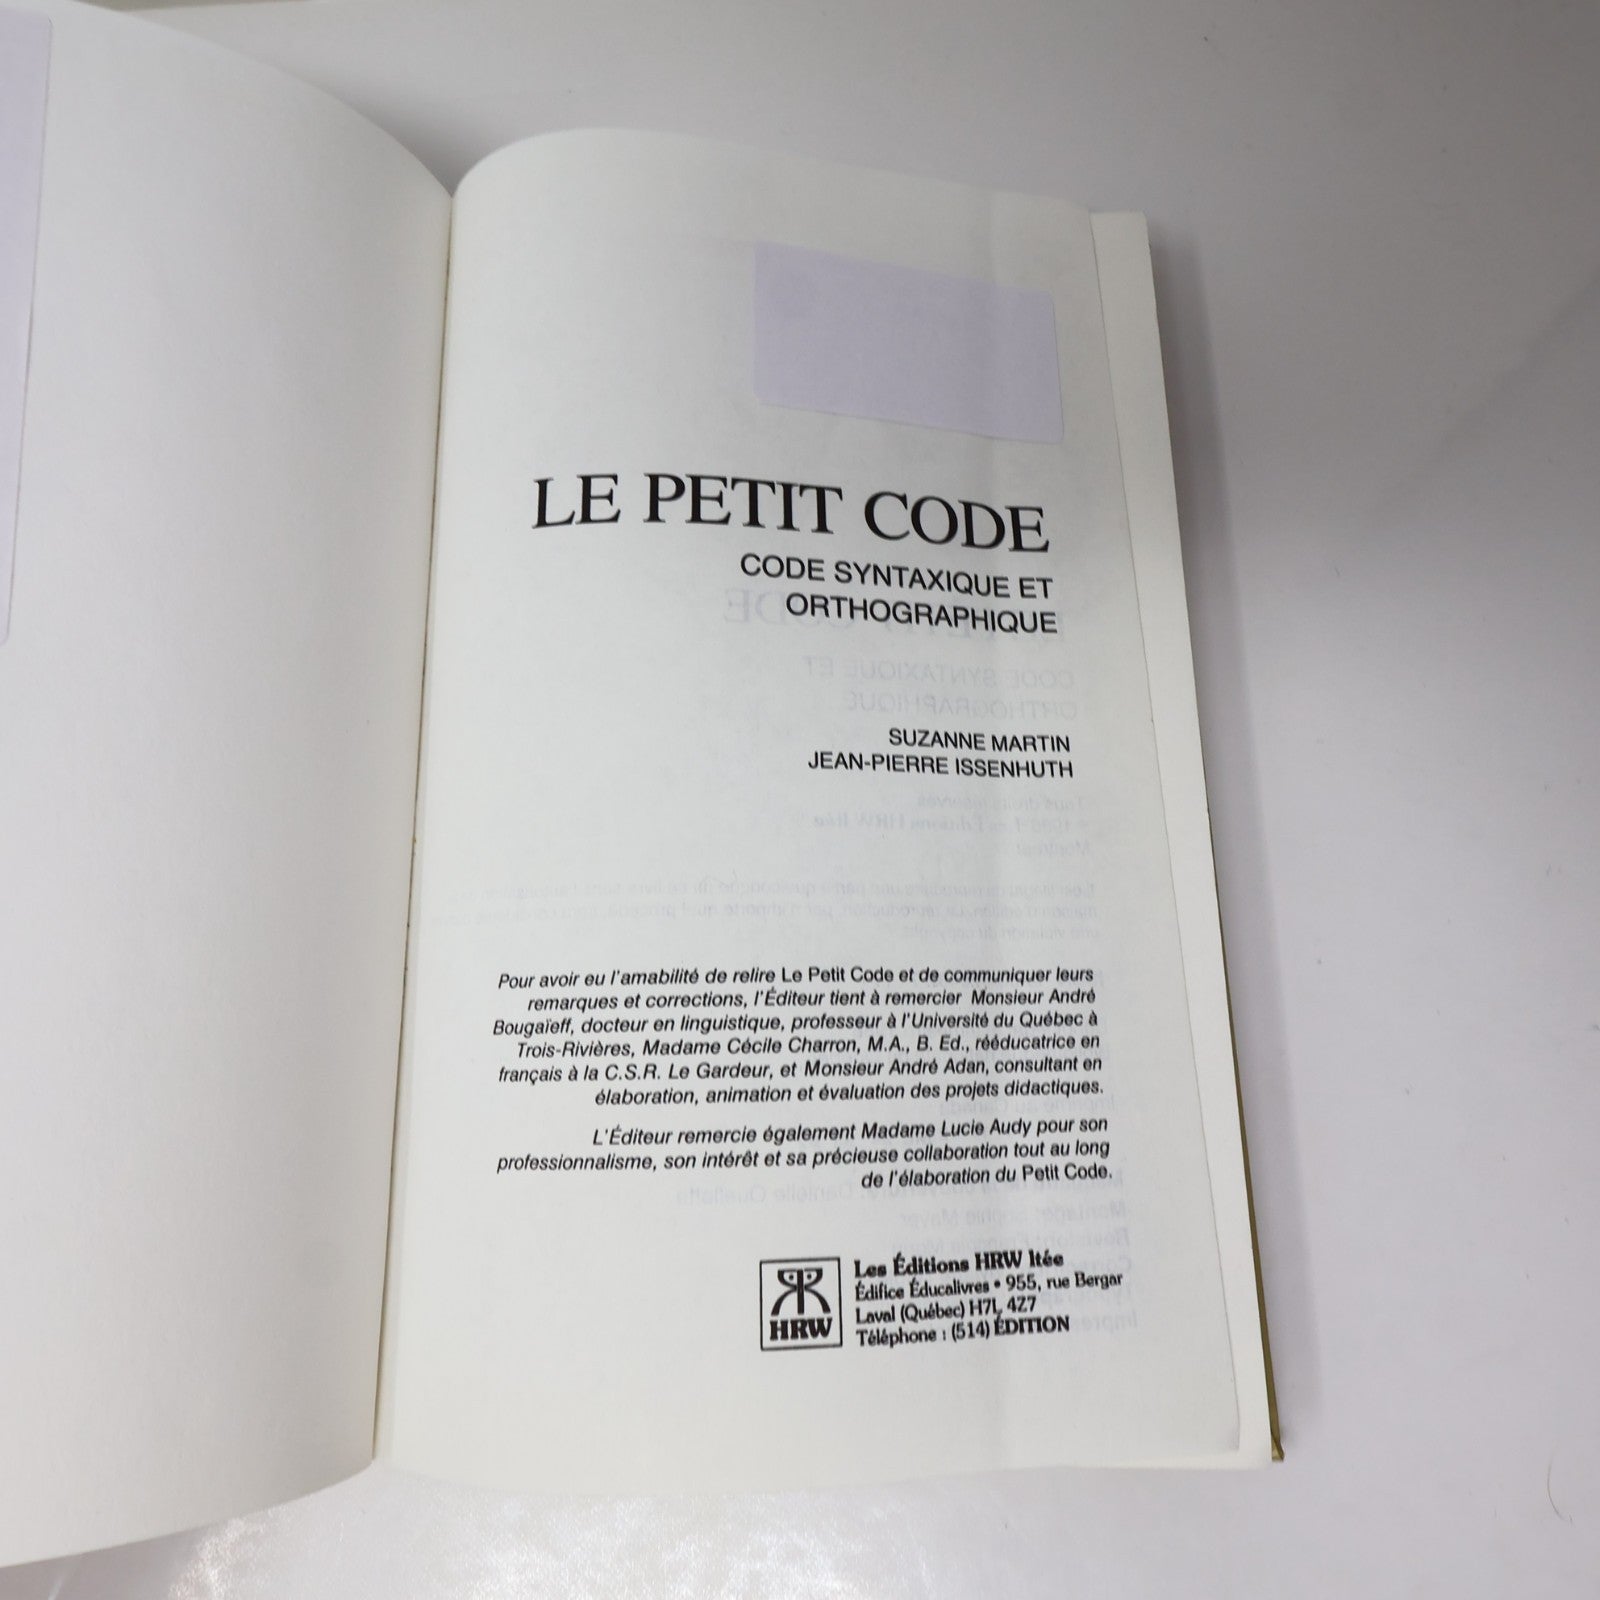 LE PETIT CODE
CODE SYNTAXIQUE ET
ORTHOGRAPHIQUE
SUZANNE MARTIN
JEAN-PIERRE ISSENHUTH
Pour avoir eu l'amabilité de relire Le Petit Code et de communiquer leurs
remarques et corrections, l'Éditeur tient à remercier Monsieur André
Bougaïeff, docteur en linguistique, professeur à l'Université du Québec à
Trois-Rivières, Madame Cécile Charron, M.A., B. Ed., rééducatrice en
français à la C.S.R. Le Gardeur, et Monsieur André Adan, consultant en
élaboration, animation et évaluation des projets didactiques.
L'Éditeur remercie également Madame Lucie Audy pour son
professionnalisme, son intérêt et sa précieuse collaboration tout au long
de l'élaboration du Petit Code.
HRW
Les Éditions HRW ltée
Édifice Éducalivres • 955, rue Bergar
Laval (Québec) H7L 4Z7
Téléphone : (514) ÉDITION